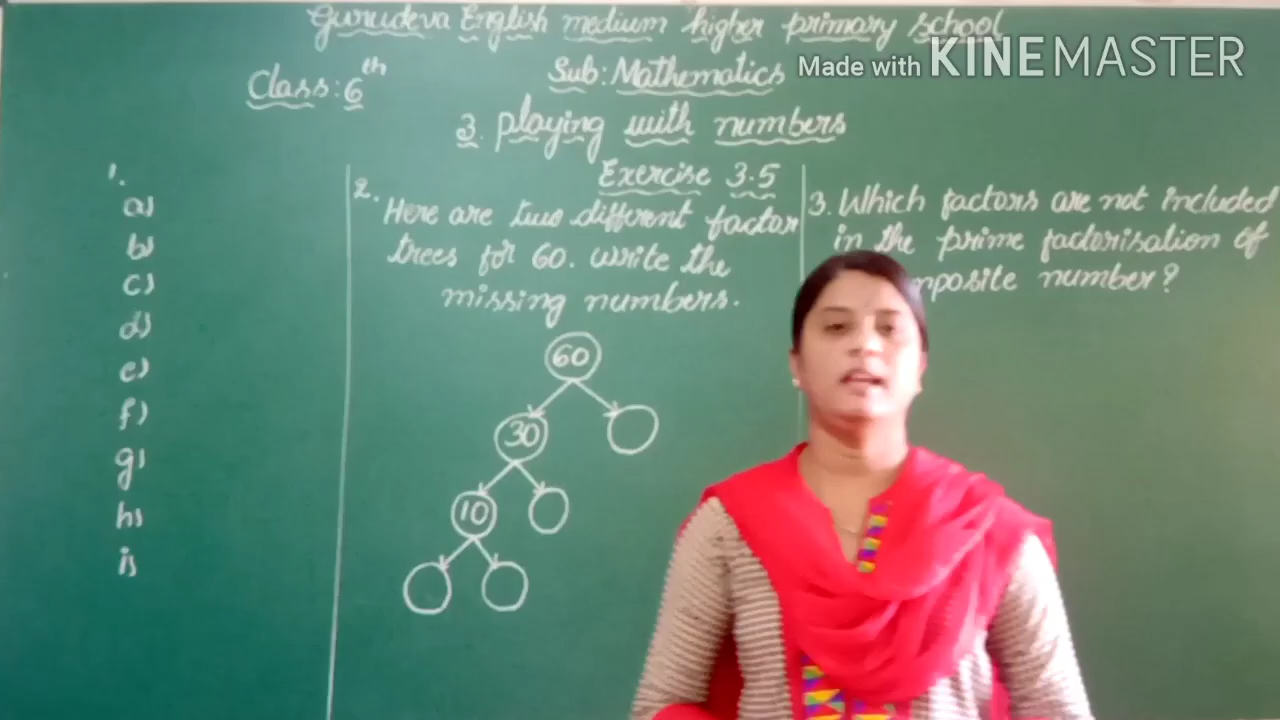 Gurudeva English medium higher primary school
Made with KINEMASTER
Class: 6th
Sub: Mathematics
3. playing with numbers
Exercise 3.5
1.
a)
b)
c)
d)
e)
f)
g)
h)
i)
2. Here are two different factor
trees for 60. write the
missing numbers.
60
30
10
3. Which factors are not included
in the prime factorisation of
number?